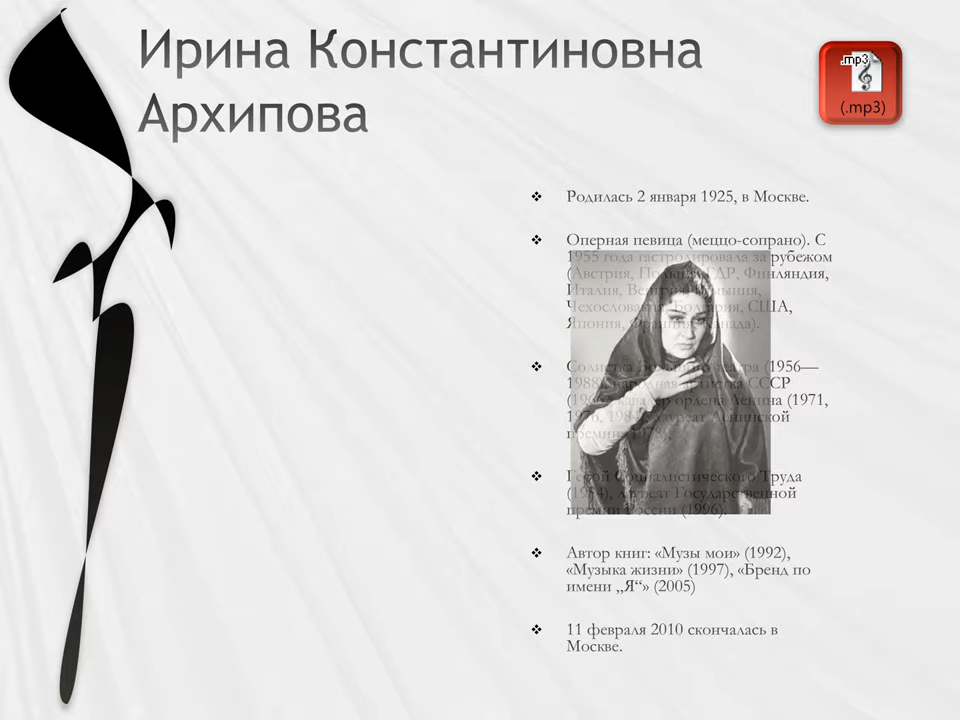 Ирина Константиновна
Архипова
.mp3
(.mp3)
Родилась 2 января 1925, в Москве.
Оперная певица (меццо-сопрано). С
1955 года гастролировала за рубежом
(Австрия, Польша, ГДР, Финляндия,
Италия, Венгрия, Румыния,
Чехословакия, Болгария, США,
Япония, Франция, Канада).
Солистка Большого театра (1956—
1988), народная артистка СССР
(1966), кавалер ордена Ленина (1971,
1976, 1984), лауреат Ленинской
премии (1978).
Герой Социалистического Труда
(1984), лауреат Государственной
премии России (1996).
Автор книг: «Музы мои» (1992),
«Музыка жизни» (1997), «Бренд по
имени „Я“» (2005)
11 февраля 2010 скончалась в
Москве.